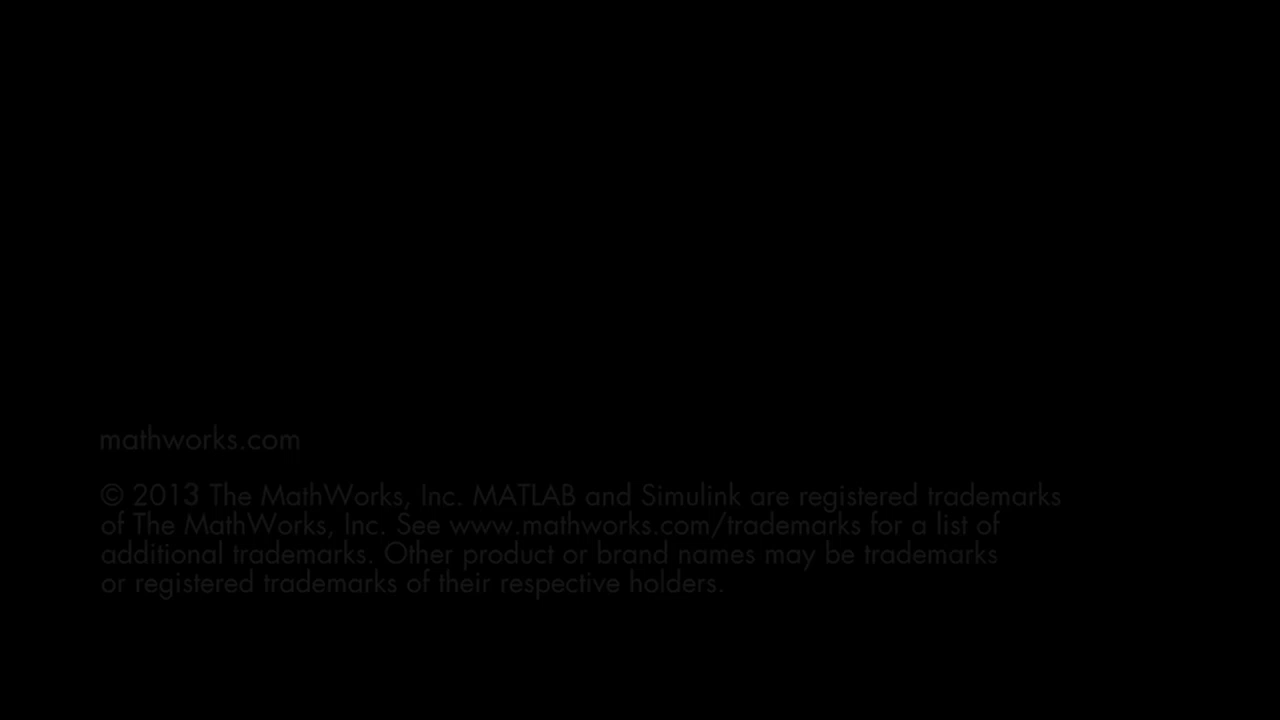 mathworks.com
© 2013 The MathWorks, Inc. MATLAB and Simulink are registered trademarks
of The MathWorks, Inc. See www.mathworks.com/trademarks for a list of
additional trademarks. Other product or brand names may be trademarks
or registered trademarks of their respective holders.